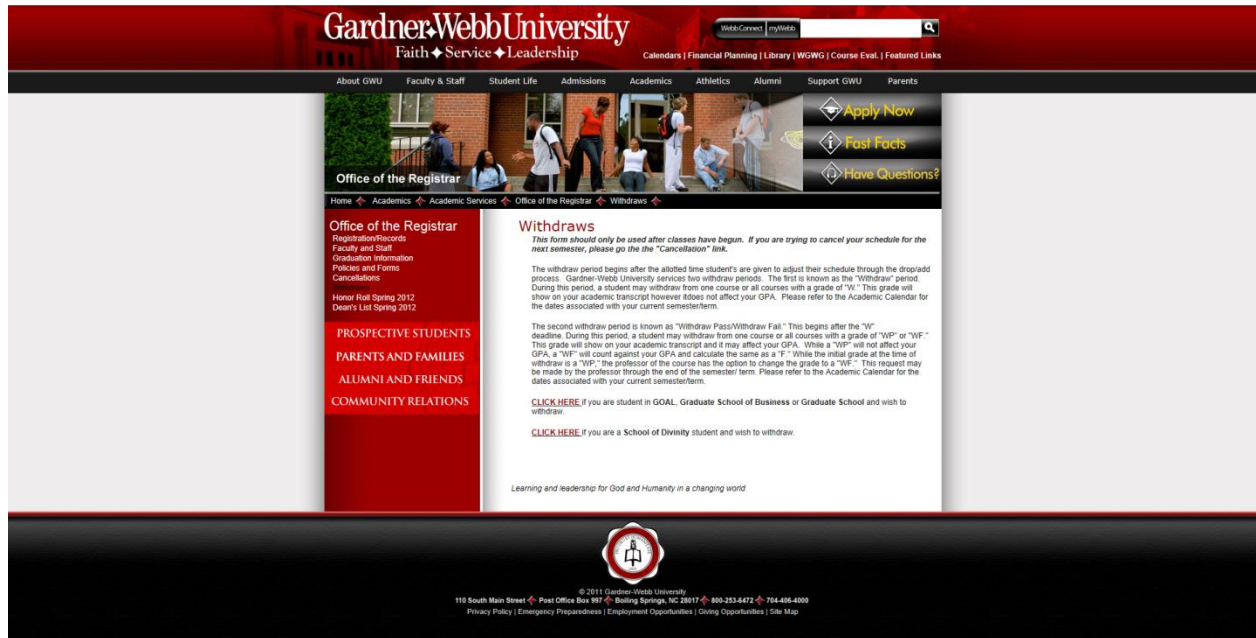 Gardner-Webb University
Faith Service Leadership
WebbConnect myWebb
Calendars | Financial Planning | Library | WGWG | Course Eval. | Featured Links
About GWU Faculty & Staff Student Life Admissions Academics Athletics Alumni Support GWU Parents
Apply Now
Fast Facts
Have Questions?
Office of the Registrar
Home Academics Academic Services Office of the Registrar Withdraws
Office of the Registrar
Registration/Records
Faculty and Staff
Graduation Information
Policies and Forms
Cancellations
Withdraws
Honor Roll Spring 2012
Dean's List Spring 2012
PROSPECTIVE STUDENTS
PARENTS AND FAMILIES
ALUMNI AND FRIENDS
COMMUNITY RELATIONS
Withdraws
This form should only be used after classes have begun. If you are trying to cancel your schedule for the
next semester, please go the the "Cancellation" link.
The withdraw period begins after the allotted time student's are given to adjust their schedule through the drop/add
process. Gardner-Webb University services two withdraw periods. The first is known as the "Withdraw" period.
During this period, a student may withdraw from one course or all courses with a grade of "W." This grade will
show on your academic transcript however itdoes not affect your GPA. Please refer to the Academic Calendar for
the dates associated with your current semester/term.
The second withdraw period is known as "Withdraw Pass/Withdraw Fail." This begins after the "W"
deadline. During this period, a student may withdraw from one course or all courses with a grade of "WP" or "WF."
This grade will show on your academic transcript and it may affect your GPA. While a "WP" will not affect your
GPA, a "WF" will count against your GPA and calculate the same as a "F." While the initial grade at the time of
withdraw is a "WP," the professor of the course has the option to change the grade to a "WF." This request may
be made by the professor through the end of the semester/ term. Please refer to the Academic Calendar for the
dates associated with your current semester/term.
CLICK HERE if you are student in GOAL, Graduate School of Business or Graduate School and wish to
withdraw.
CLICK HERE if you are a School of Divinity student and wish to withdraw.
Learning and leadership for God and Humanity in a changing world
© 2011 Gardner-Webb University
110 South Main Street Post Office Box 997 Boiling Springs, NC 28017 800-253-6472 704-406-4000
Privacy Policy | Emergency Preparedness | Employment Opportunities | Giving Opportunities | Site Map